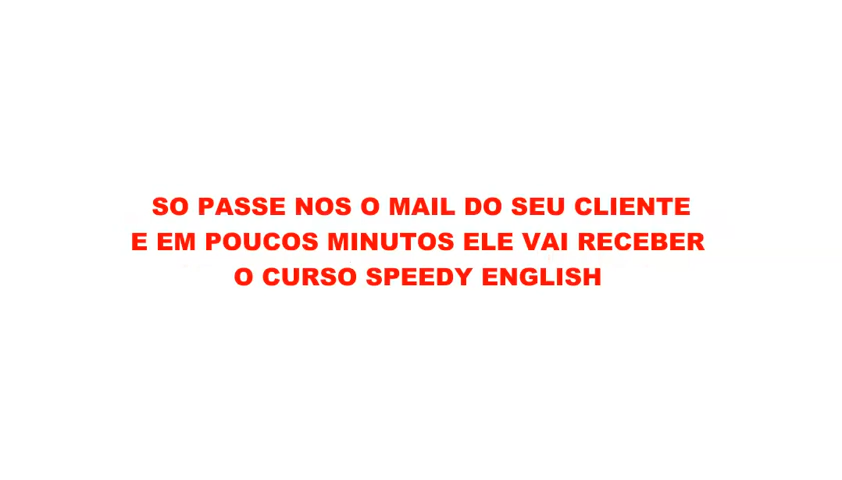 SO PASSE NOS O MAIL DO SEU CLIENTE
E EM POUCOS MINUTOS ELE VAI RECEBER
O CURSO SPEEDY ENGLISH